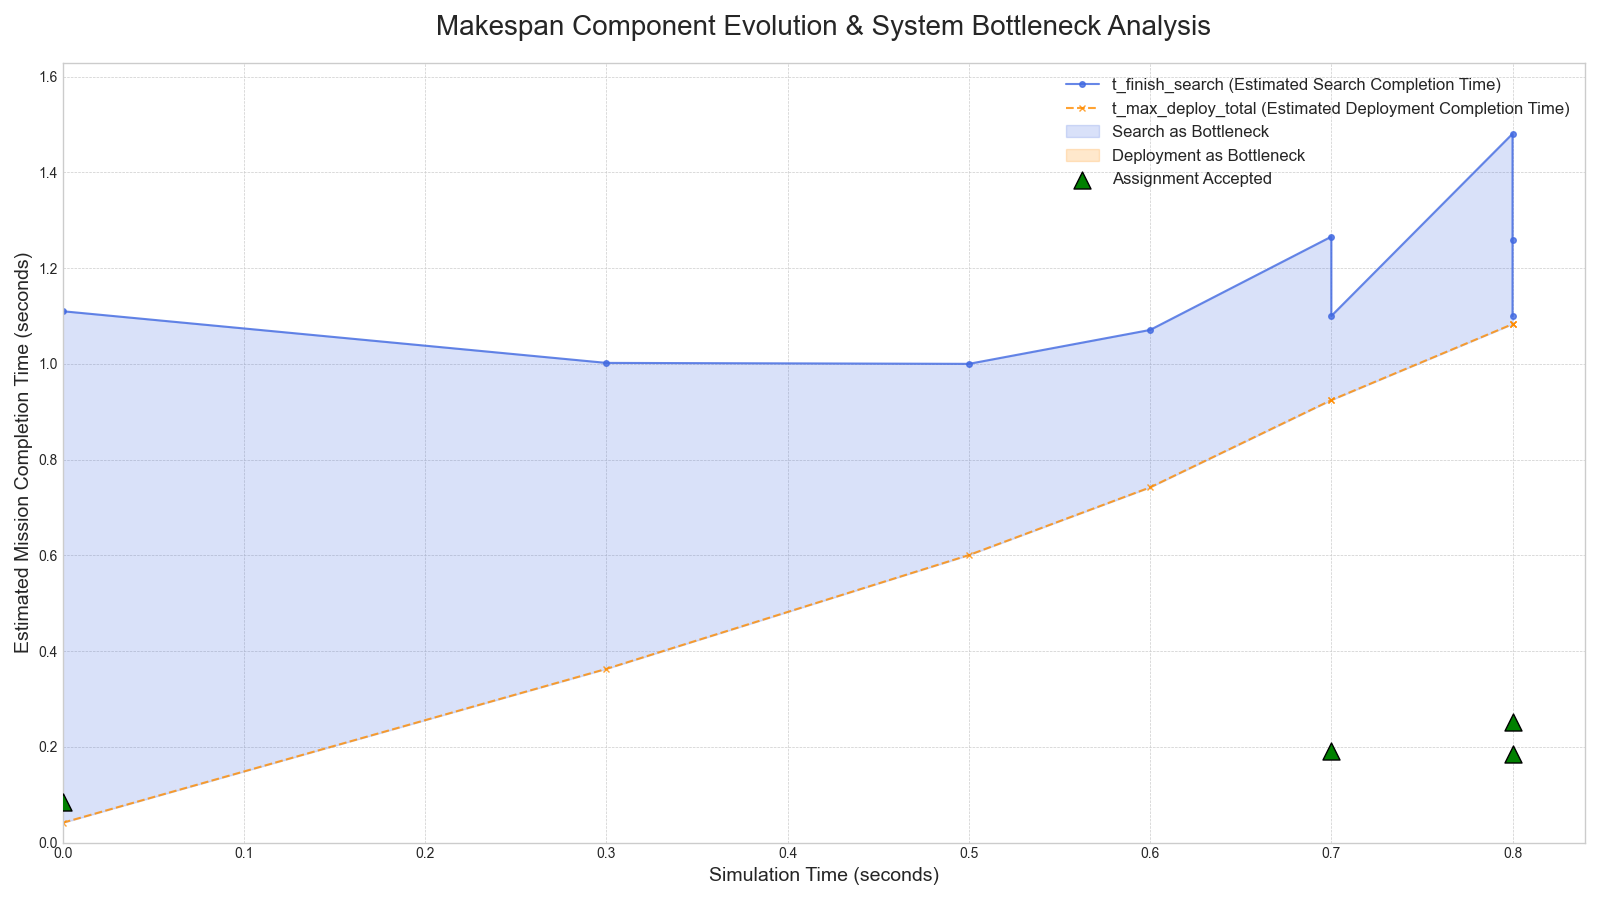 Makespan Component Evolution & System Bottleneck Analysis
t_finish_search (Estimated Search Completion Time)
t_max_deploy_total (Estimated Deployment Completion Time)
Search as Bottleneck
Deployment as Bottleneck
Assignment Accepted
Estimated Mission Completion Time (seconds)
1.6
1.4
1.2
1.0
0.8
0.6
0.4
0.2
0.0
0.0 0.1 0.2 0.3 0.4 0.5 0.6 0.7 0.8
Simulation Time (seconds)